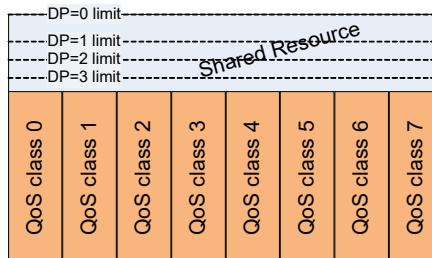 DP=0 limit
DP=1 limit
DP=2 limit
DP=3 limit
Shared Resource
QoS class 0
QoS class 1
QoS class 2
QoS class 3
QoS class 4
QoS class 5
QoS class 6
QoS class 7